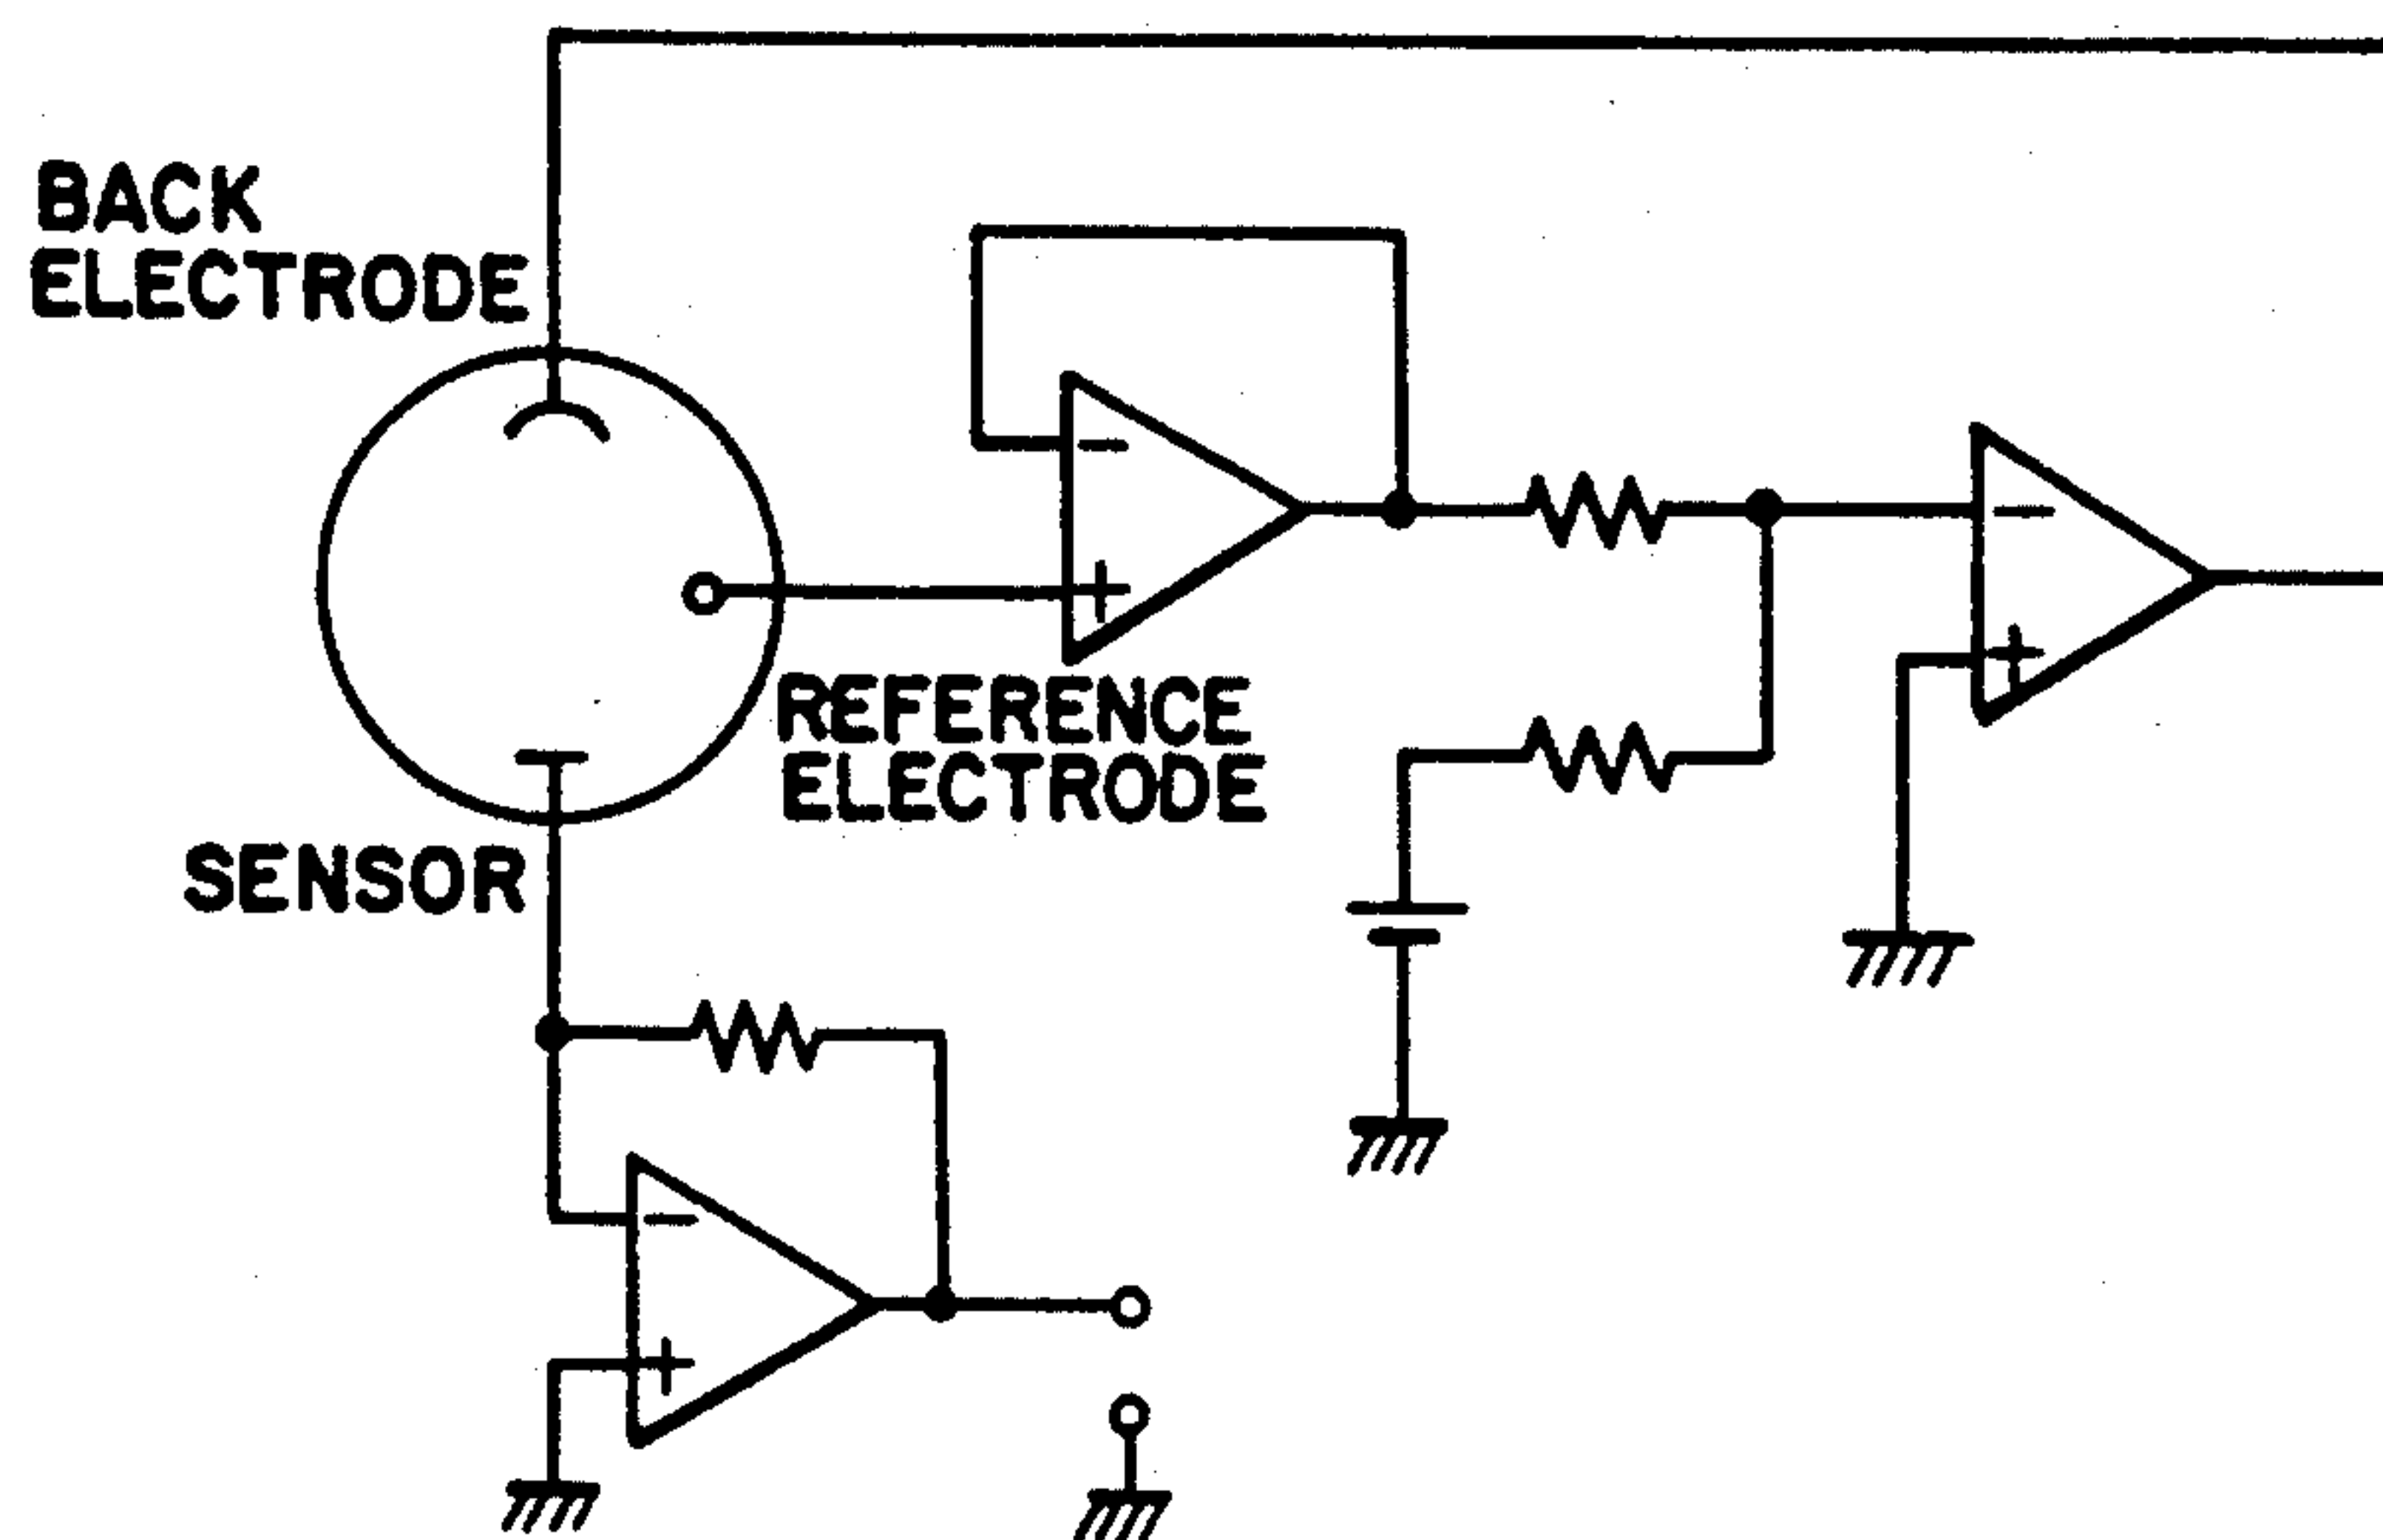 BACK
ELECTRODE
−
+
REFERENCE
ELECTRODE
−
+
SENSOR
−
+